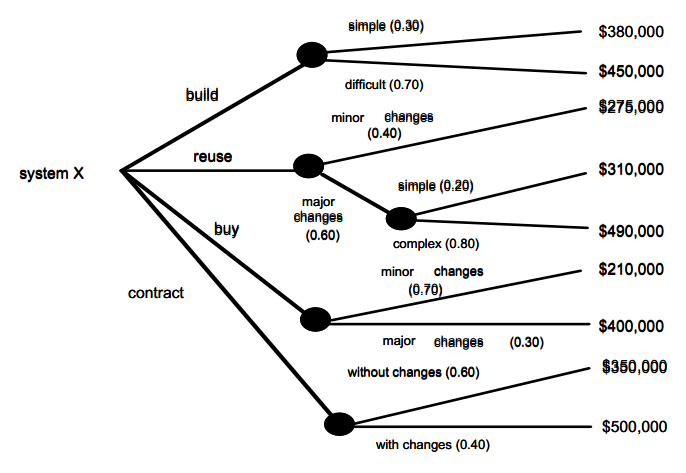 simple (0.30)
$380,000
$450,000
difficult (0.70)
build
$275,000
minor changes
(0.40)
reuse
system X
$310,000
simple (0.20)
major
changes
(0.60)
buy
$490,000
complex (0.80)
minor changes
(0.70)
$210,000
contract
$400,000
major changes (0.30)
without changes (0.60)
$350,000
$500,000
with changes (0.40)